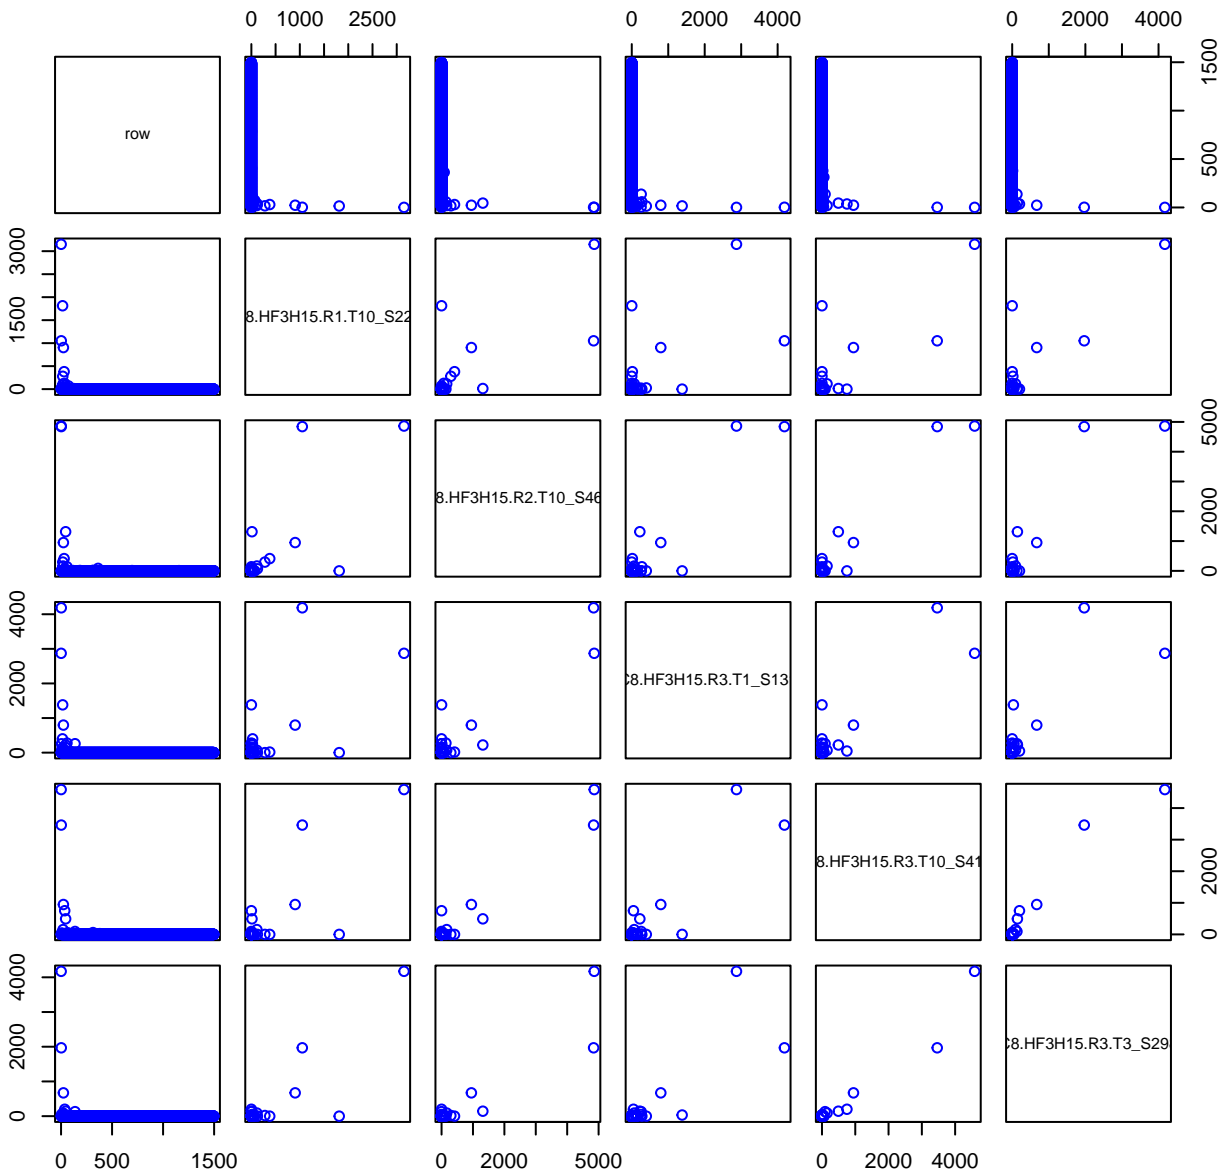 0 1000 2500 0 2000 4000 0 2000 4000
row
0 500 1500
0 1500 3000
8.HF3H15.R1.T10_S22
8.HF3H15.R2.T10_S46
0 2000 5000
0 2000 4000
8.HF3H15.R3.T1_S13
8.HF3H15.R3.T10_S41
0 2000
0 2000 4000
8.HF3H15.R3.T3_S29
0 500 1500 0 2000 5000 0 2000 4000